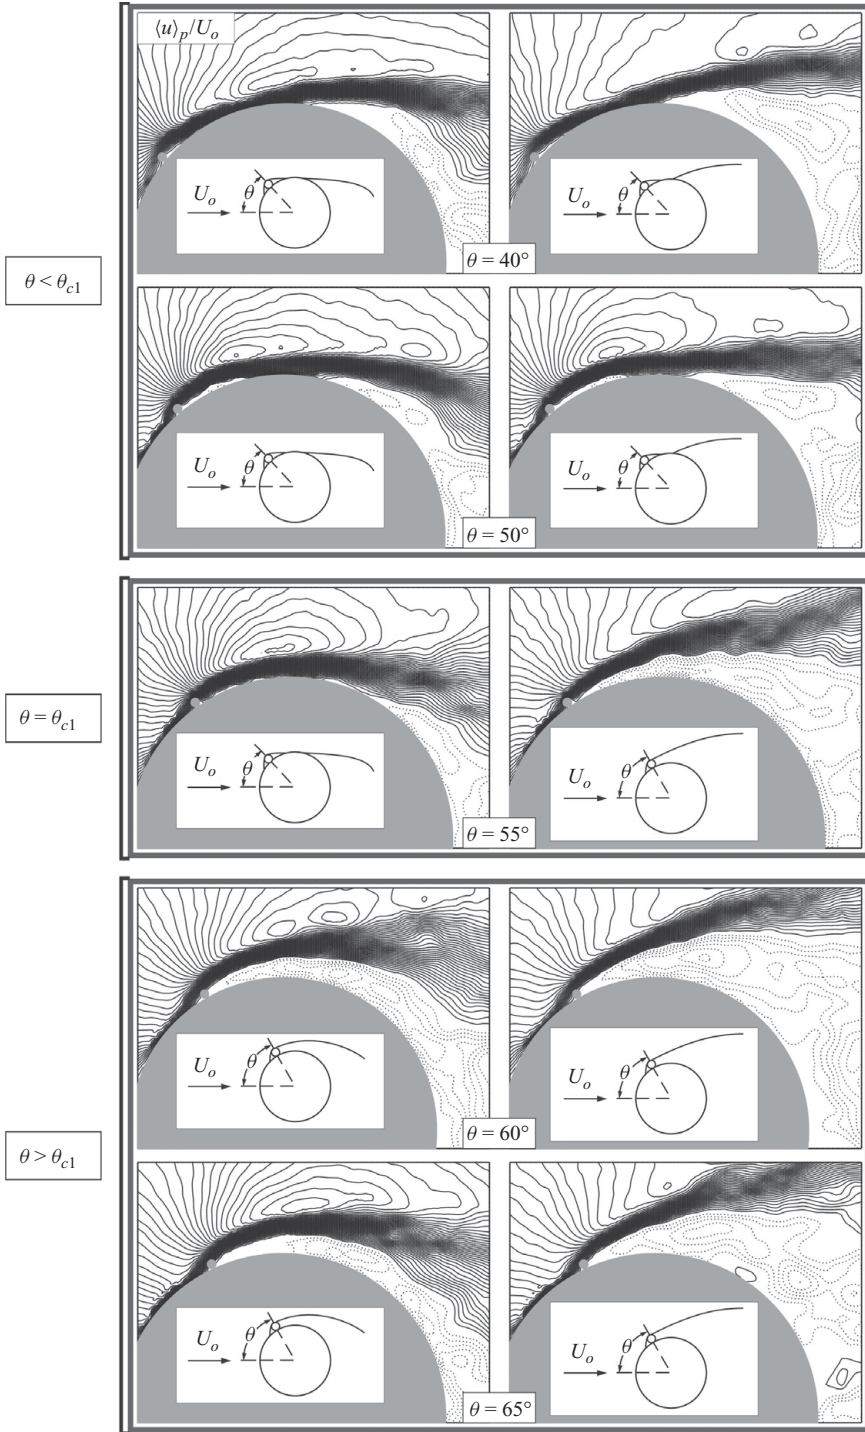 ⟨u⟩p/Uo
Uo
θ
Uo
θ
θ = 40°
θ < θc1
Uo
θ
Uo
θ
θ = 50°
θ = θc1
Uo
θ
Uo
θ
θ = 55°
Uo
θ
Uo
θ
θ = 60°
θ > θc1
Uo
θ
Uo
θ
θ = 65°